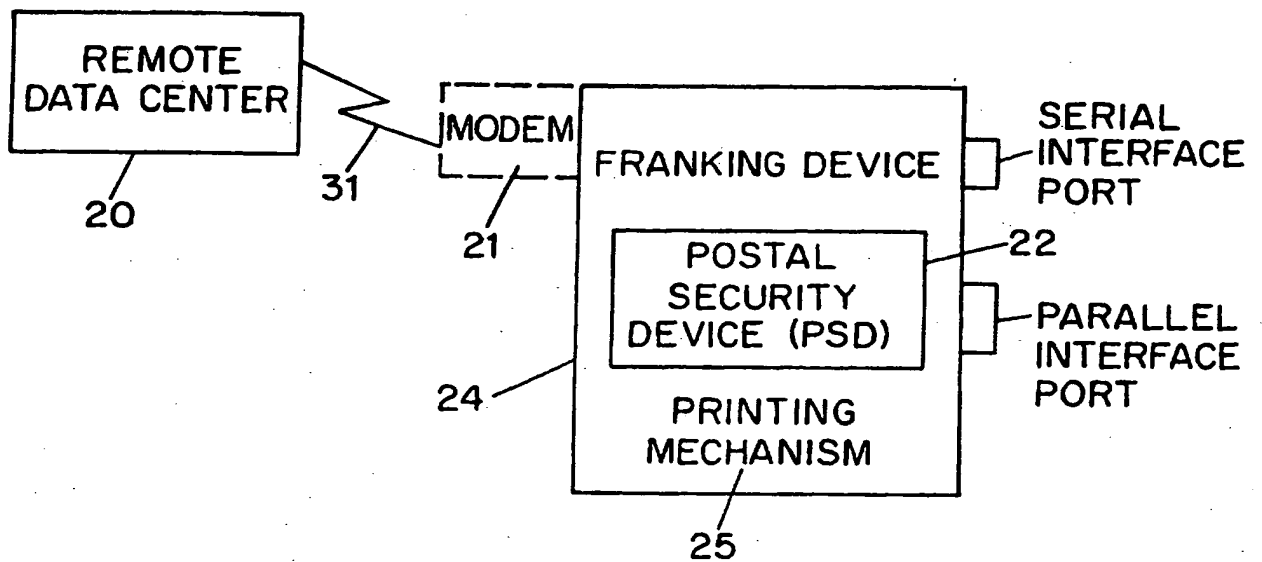 REMOTE
DATA CENTER
20
31
MODEM
21
FRANKING DEVICE
POSTAL
SECURITY
DEVICE (PSD)
22
24
PRINTING
MECHANISM
25
SERIAL
INTERFACE
PORT
PARALLEL
INTERFACE
PORT